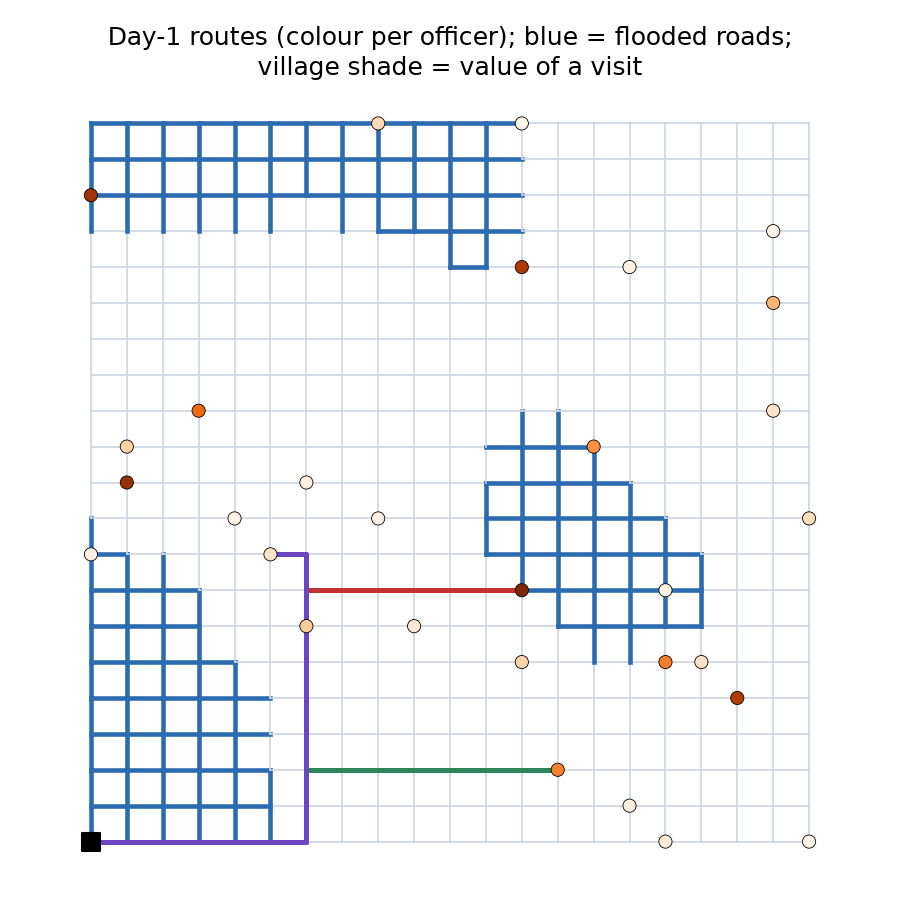 Day-1 routes (colour per officer); blue = flooded roads;
village shade = value of a visit